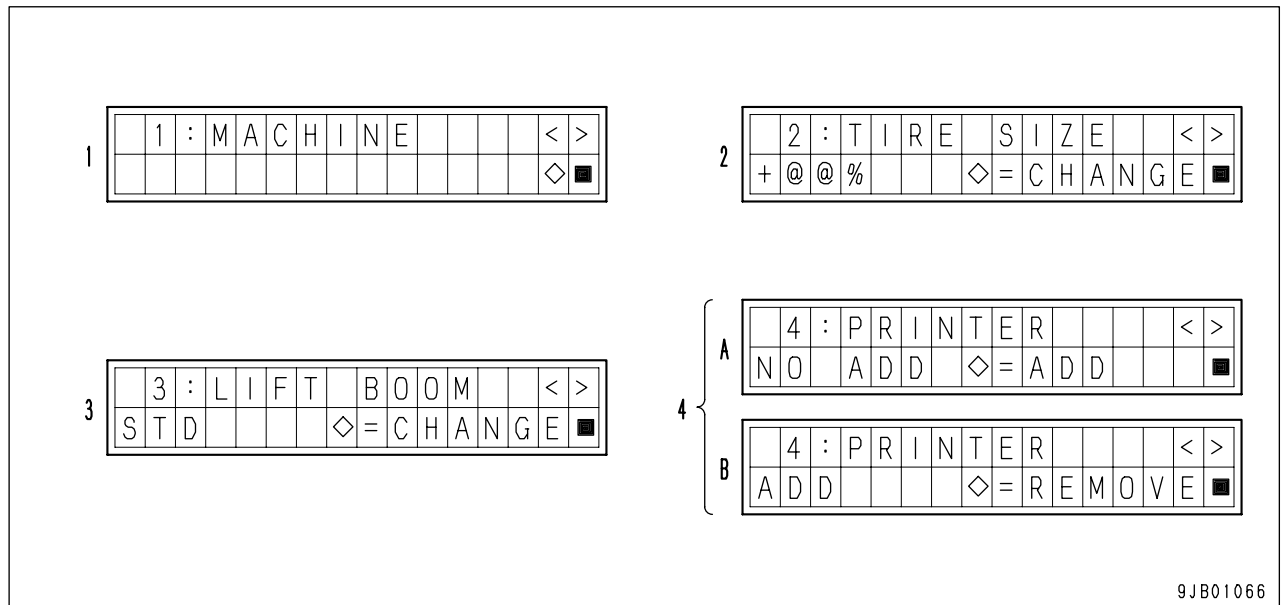 1
1:MACHINE <>
◇▣
2
2:TIRE SIZE <>
+@@% ◇=CHANGE▣
3
3:LIFT BOOM <>
STD ◇=CHANGE▣
4
A
4:PRINTER <>
NO ADD ◇=ADD ▣
B
4:PRINTER <>
ADD ◇=REMOVE▣
9JB01066